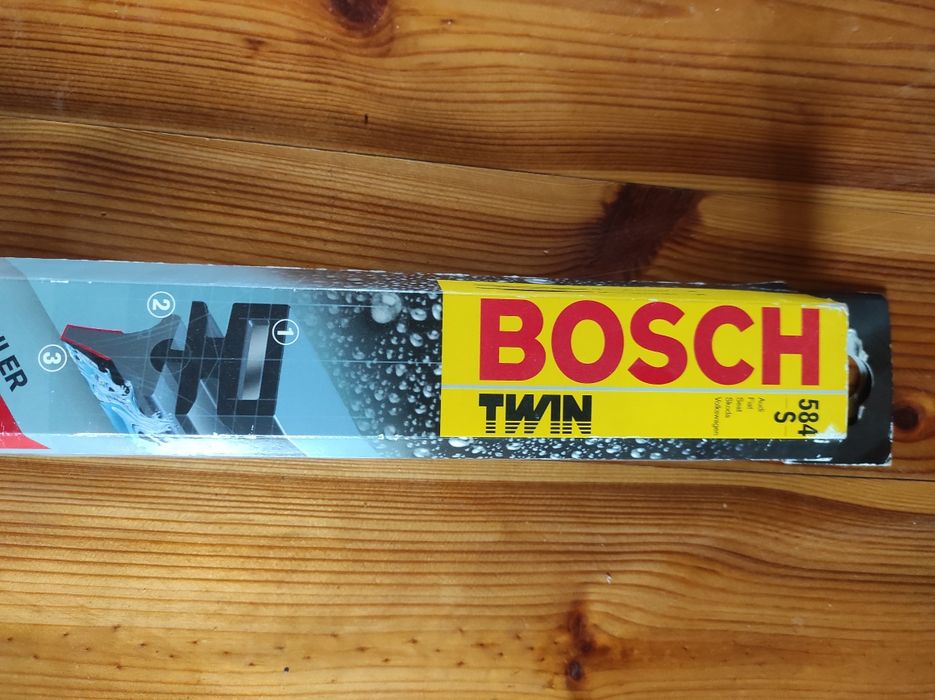 BOSCH
TWIN
Audi
Fiat
Seat
Skoda
Volkswagen
584
S
1
2
3